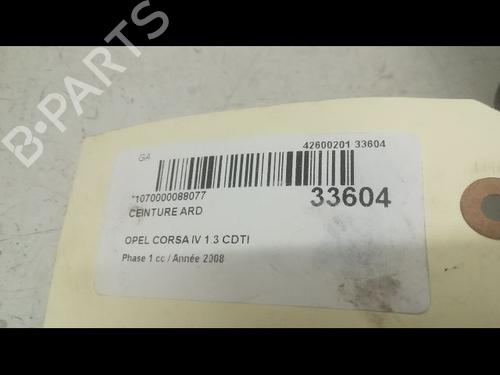 GA
42600201 33604
*1070000088077
33604
CEINTURE ARD
OPEL CORSA IV 1.3 CDTI
Phase 1 cc / Année 2008
B-PARTS